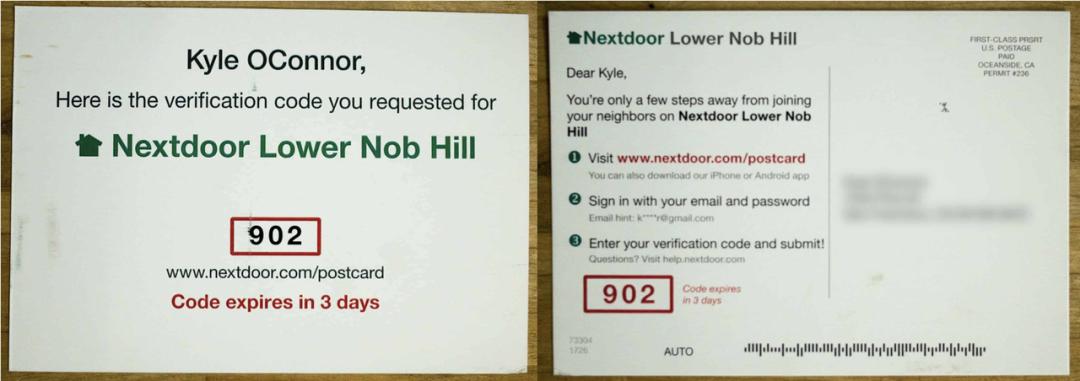 Kyle OConnor,
Here is the verification code you requested for
Nextdoor Lower Nob Hill
902
www.nextdoor.com/postcard
Code expires in 3 days
Nextdoor Lower Nob Hill
FIRST-CLASS PRSRT
U.S. POSTAGE
PAID
OCEANSIDE, CA
PERMIT #236
Dear Kyle,
You're only a few steps away from joining
your neighbors on Nextdoor Lower Nob
Hill
1 Visit www.nextdoor.com/postcard
You can also download our iPhone or Android app
2 Sign in with your email and password
Email hint: k****r@gmail.com
3 Enter your verification code and submit!
Questions? Visit help.nextdoor.com
902
Code expires
in 3 days
73304
1726
AUTO